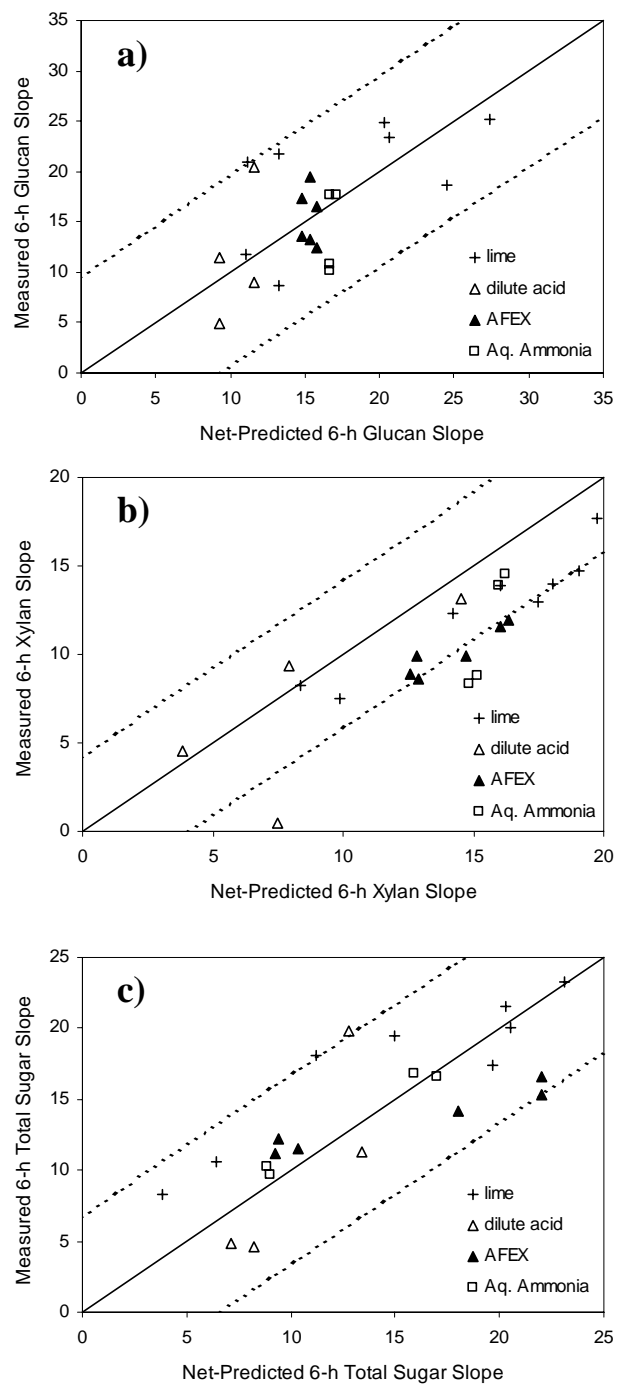 a)
Measured 6-h Glucan Slope
35
30
25
20
15
10
5
0
lime
dilute acid
AFEX
Aq. Ammonia
0 5 10 15 20 25 30 35
Net-Predicted 6-h Glucan Slope
b)
Measured 6-h Xylan Slope
20
15
10
5
0
lime
dilute acid
AFEX
Aq. Ammonia
0 5 10 15 20
Net-Predicted 6-h Xylan Slope
c)
Measured 6-h Total Sugar Slope
25
20
15
10
5
0
lime
dilute acid
AFEX
Aq. Ammonia
0 5 10 15 20 25
Net-Predicted 6-h Total Sugar Slope